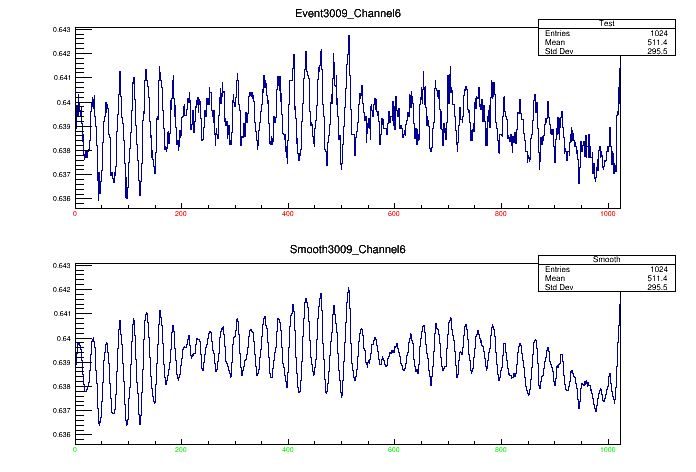 Event3009_Channel6
Test
Entries 1024
Mean 511.4
Std Dev 295.5
0.643
0.642
0.641
0.64
0.639
0.638
0.637
0.636
0 200 400 600 800 1000
Smooth3009_Channel6
Smooth
Entries 1024
Mean 511.4
Std Dev 295.5
0.643
0.642
0.641
0.64
0.639
0.638
0.637
0.636
0 200 400 600 800 1000